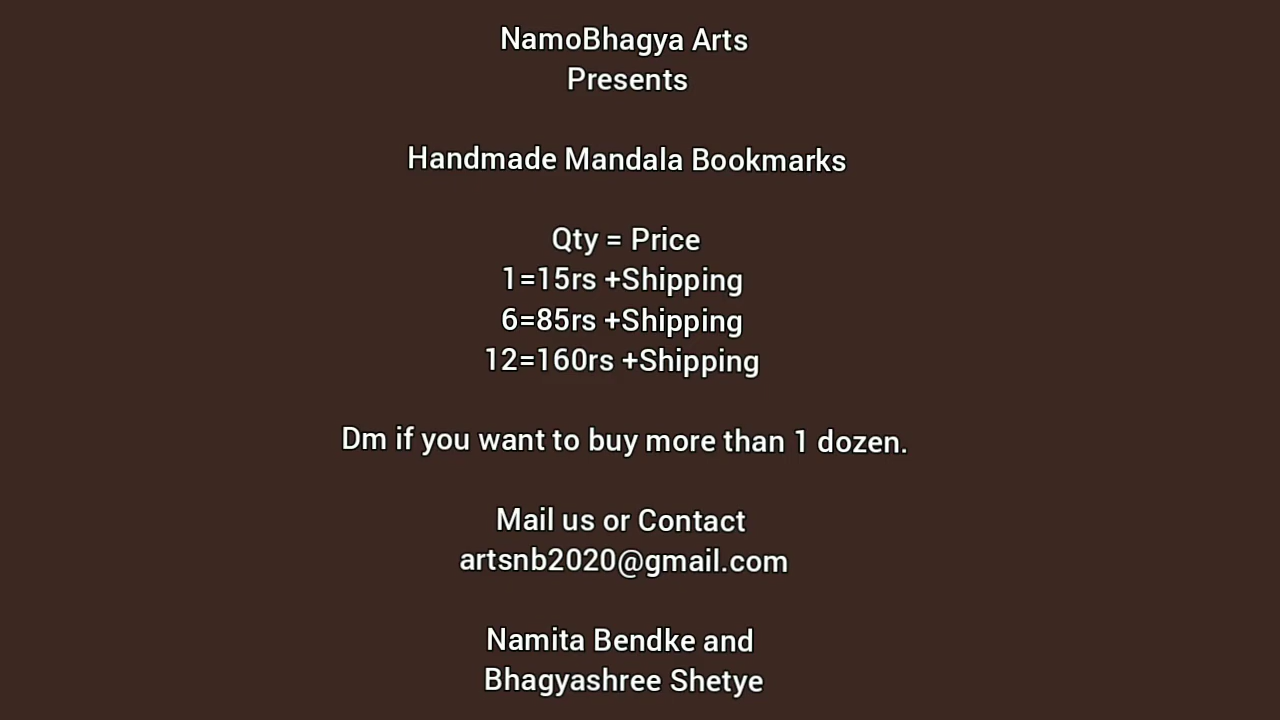 NamoBhagya Arts
Presents
Handmade Mandala Bookmarks
Qty = Price
1=15rs +Shipping
6=85rs +Shipping
12=160rs +Shipping
Dm if you want to buy more than 1 dozen.
Mail us or Contact
artsnb2020@gmail.com
Namita Bendke and
Bhagyashree Shetye